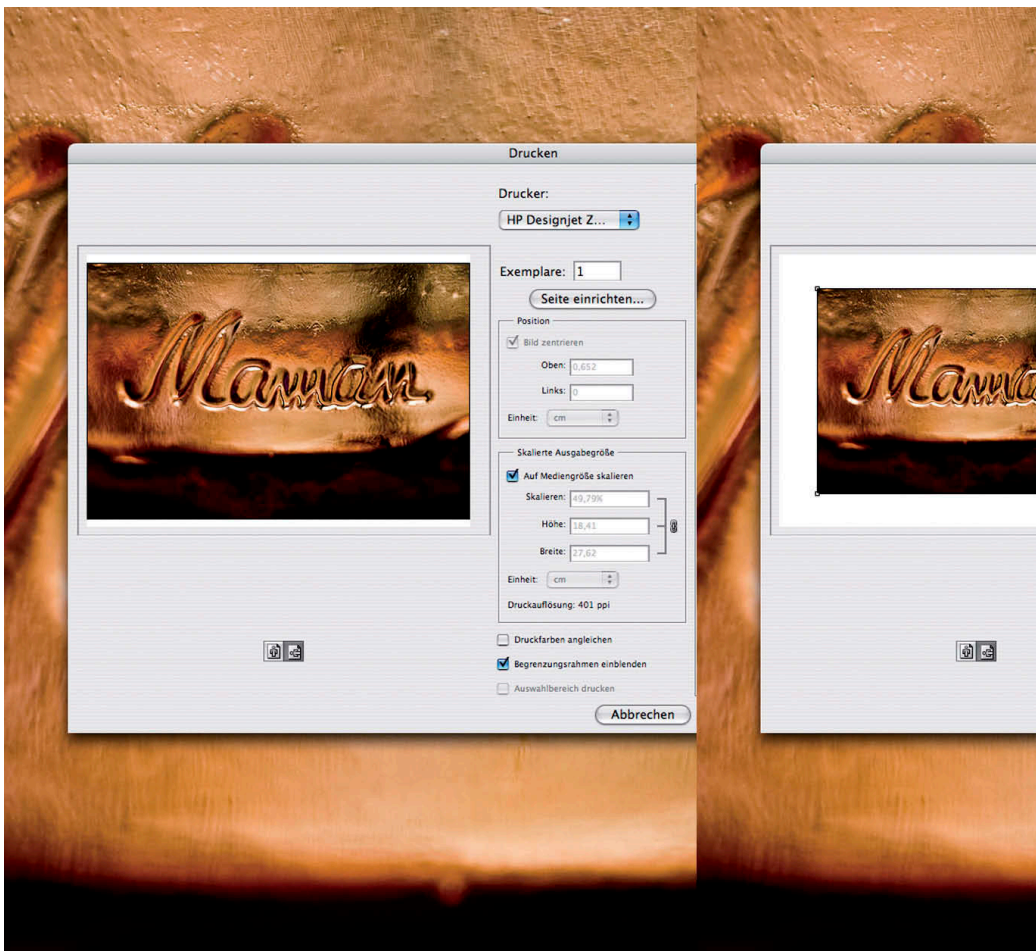 Drucken
Drucker:
HP Designjet Z...
Exemplare: 1
Seite einrichten...
Position
Bild zentrieren
Oben: 0,652
Links: 0
Einheit: cm
Skalierte Ausgabegröße
Auf Mediengröße skalieren
Skalieren: 49,79%
Höhe: 18,41
Breite: 27,62
Einheit: cm
Druckauflösung: 401 ppi
Druckfarben angleichen
Begrenzungsrahmen einblenden
Auswahlbereich drucken
Abbrechen